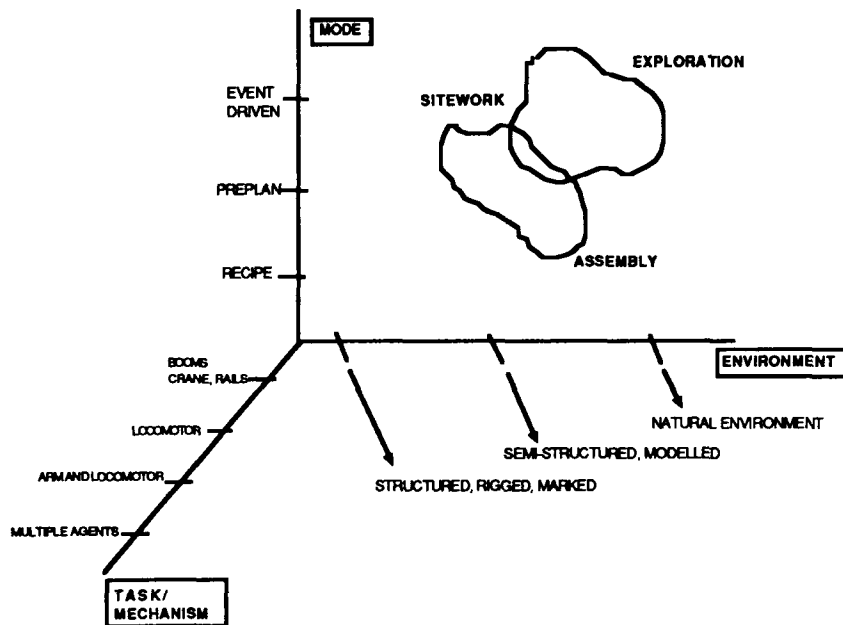 MODE
EXPLORATION
EVENT
DRIVEN
SITEWORK
PREPLAN
RECIPE
ASSEMBLY
BOOMS
CRANE, RAILS
ENVIRONMENT
NATURAL ENVIRONMENT
LOCOMOTOR
SEMI-STRUCTURED, MODELLED
ARM AND LOCOMOTOR
STRUCTURED, RIGGED, MARKED
MULTIPLE AGENTS
TASK/
MECHANISM